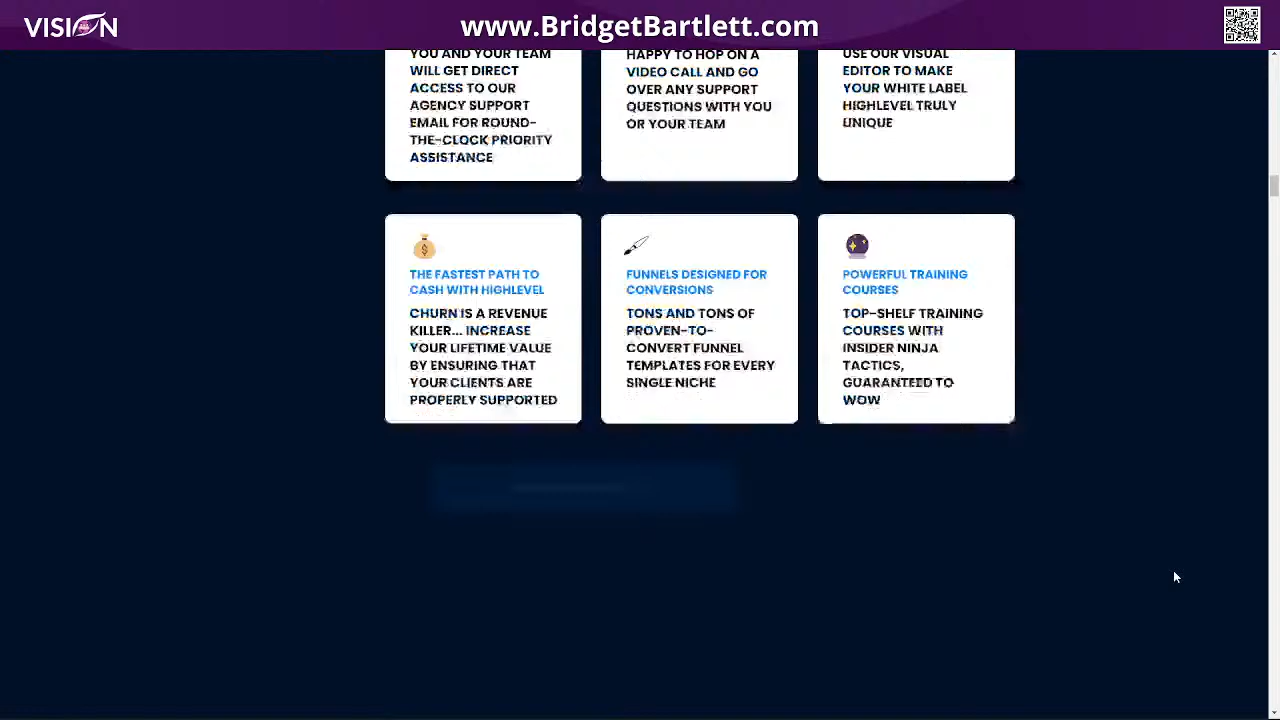 VISION
www.BridgetBartlett.com
YOU AND YOUR TEAM
WILL GET DIRECT
ACCESS TO OUR
AGENCY SUPPORT
EMAIL FOR ROUND-
THE-CLOCK PRIORITY
ASSISTANCE
HAPPY TO HOP ON A
VIDEO CALL AND GO
OVER ANY SUPPORT
QUESTIONS WITH YOU
OR YOUR TEAM
USE OUR VISUAL
EDITOR TO MAKE
YOUR WHITE LABEL
HIGHLEVEL TRULY
UNIQUE
THE FASTEST PATH TO
CASH WITH HIGHLEVEL
CHURN IS A REVENUE
KILLER... INCREASE
YOUR LIFETIME VALUE
BY ENSURING THAT
YOUR CLIENTS ARE
PROPERLY SUPPORTED
FUNNELS DESIGNED FOR
CONVERSIONS
TONS AND TONS OF
PROVEN-TO-
CONVERT FUNNEL
TEMPLATES FOR EVERY
SINGLE NICHE
POWERFUL TRAINING
COURSES
TOP-SHELF TRAINING
COURSES WITH
INSIDER NINJA
TACTICS,
GUARANTEED TO
WOW